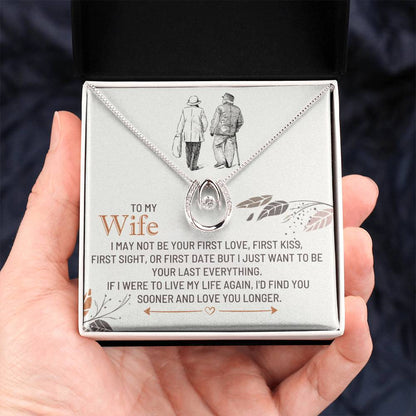 TO MY
Wife
I MAY NOT BE YOUR FIRST LOVE, FIRST KISS,
FIRST SIGHT, OR FIRST DATE BUT I JUST WANT TO BE
YOUR LAST EVERYTHING.
IF I WERE TO LIVE MY LIFE AGAIN, I'D FIND YOU
SOONER AND LOVE YOU LONGER.